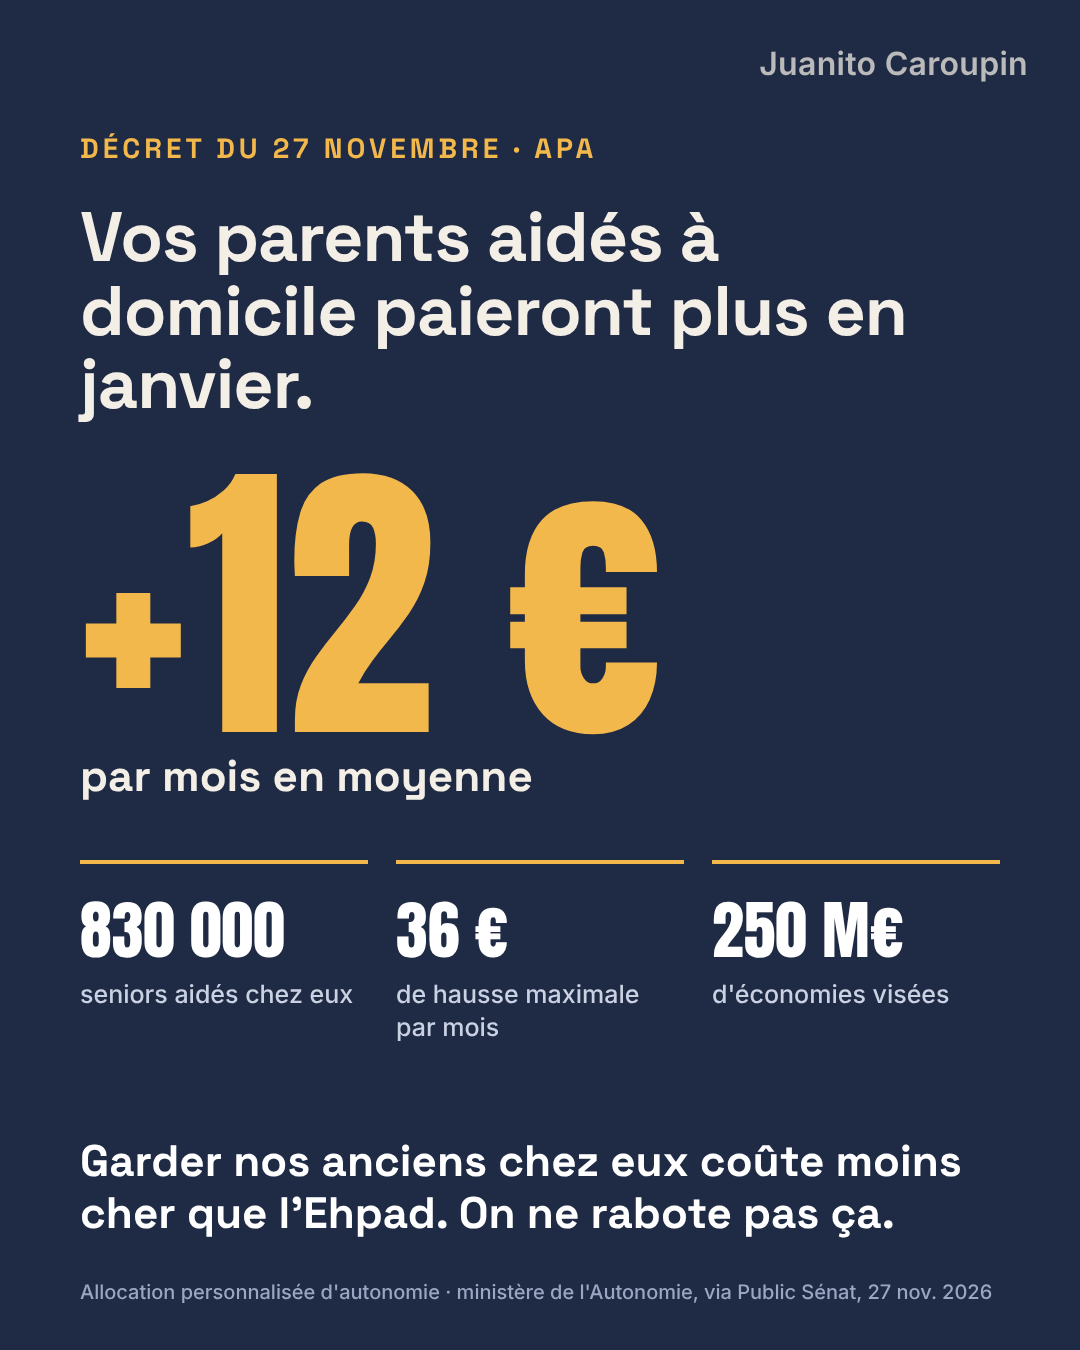 Juanito Caroupin
DÉCRET DU 27 NOVEMBRE · APA
Vos parents aidés à
domicile paieront plus en
janvier.
+12 €
par mois en moyenne
830 000
seniors aidés chez eux
36 €
de hausse maximale
par mois
250 M€
d'économies visées
Garder nos anciens chez eux coûte moins
cher que l’Ehpad. On ne rabote pas ça.
Allocation personnalisée d'autonomie · ministère de l'Autonomie, via Public Sénat, 27 nov. 2026